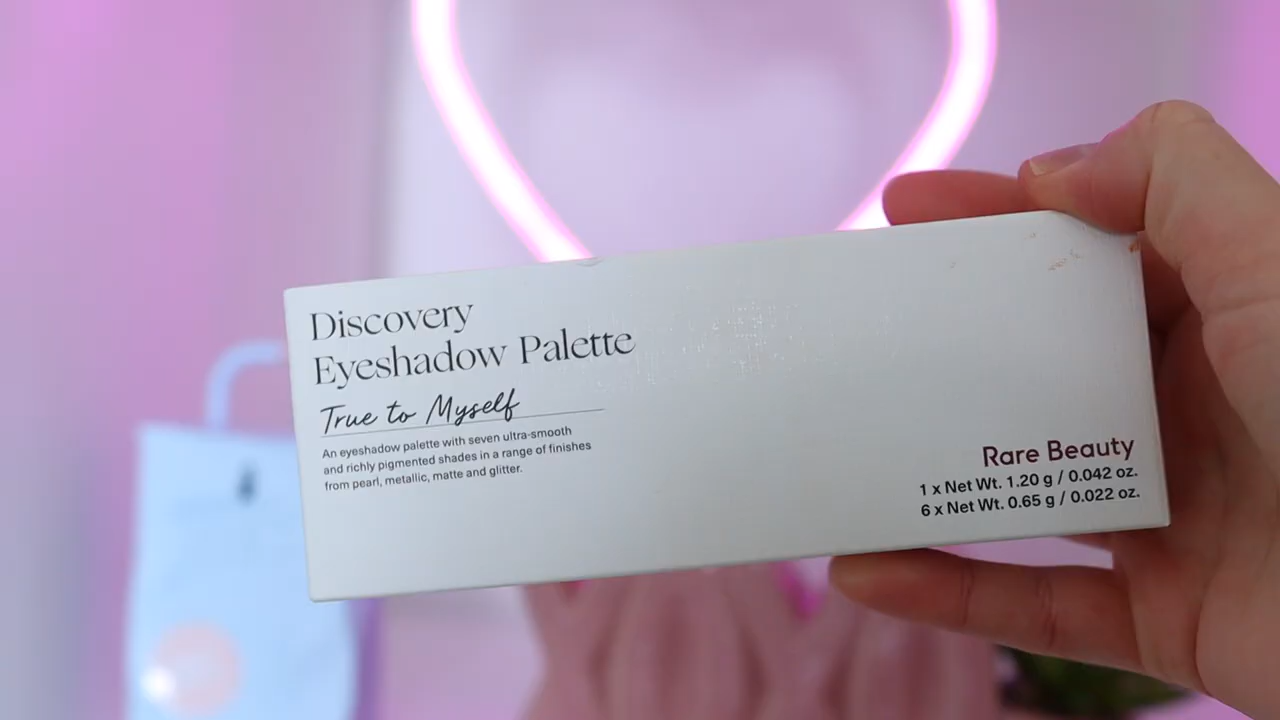 Discovery
Eyeshadow Palette
True to Myself
An eyeshadow palette with seven ultra-smooth
and richly pigmented shades in a range of finishes
from pearl, metallic, matte and glitter.
Rare Beauty
1 x Net Wt. 1.20 g / 0.042 oz.
6 x Net Wt. 0.65 g / 0.022 oz.